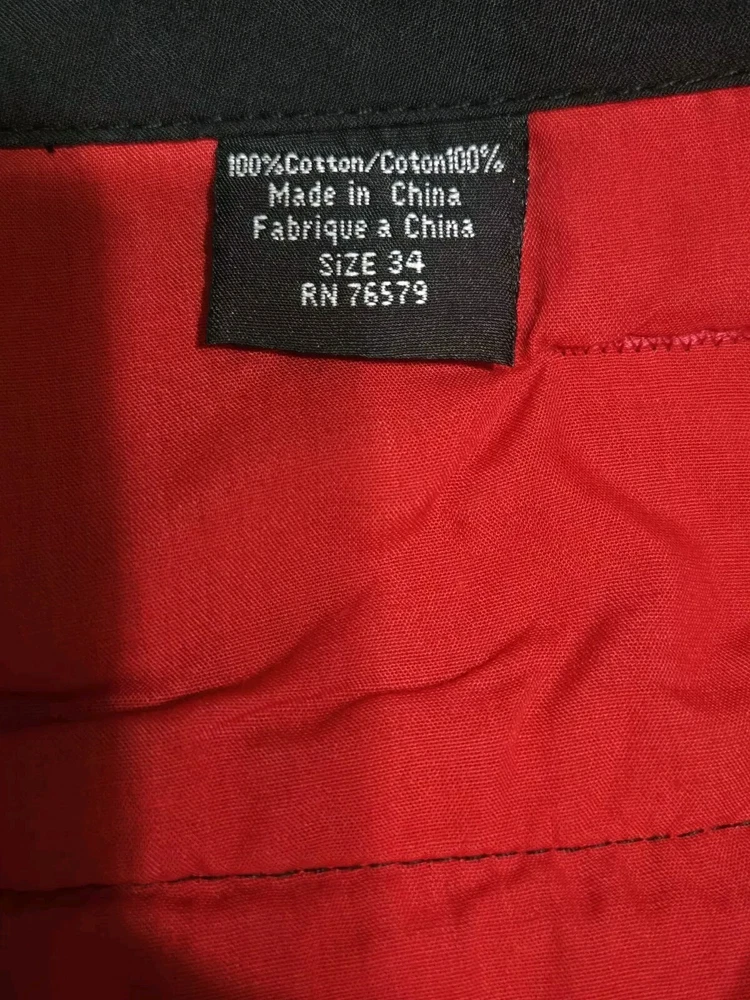 100%Cotton/Coton100%
Made in China
Fabrique a China
SiZE 34
RN 76579